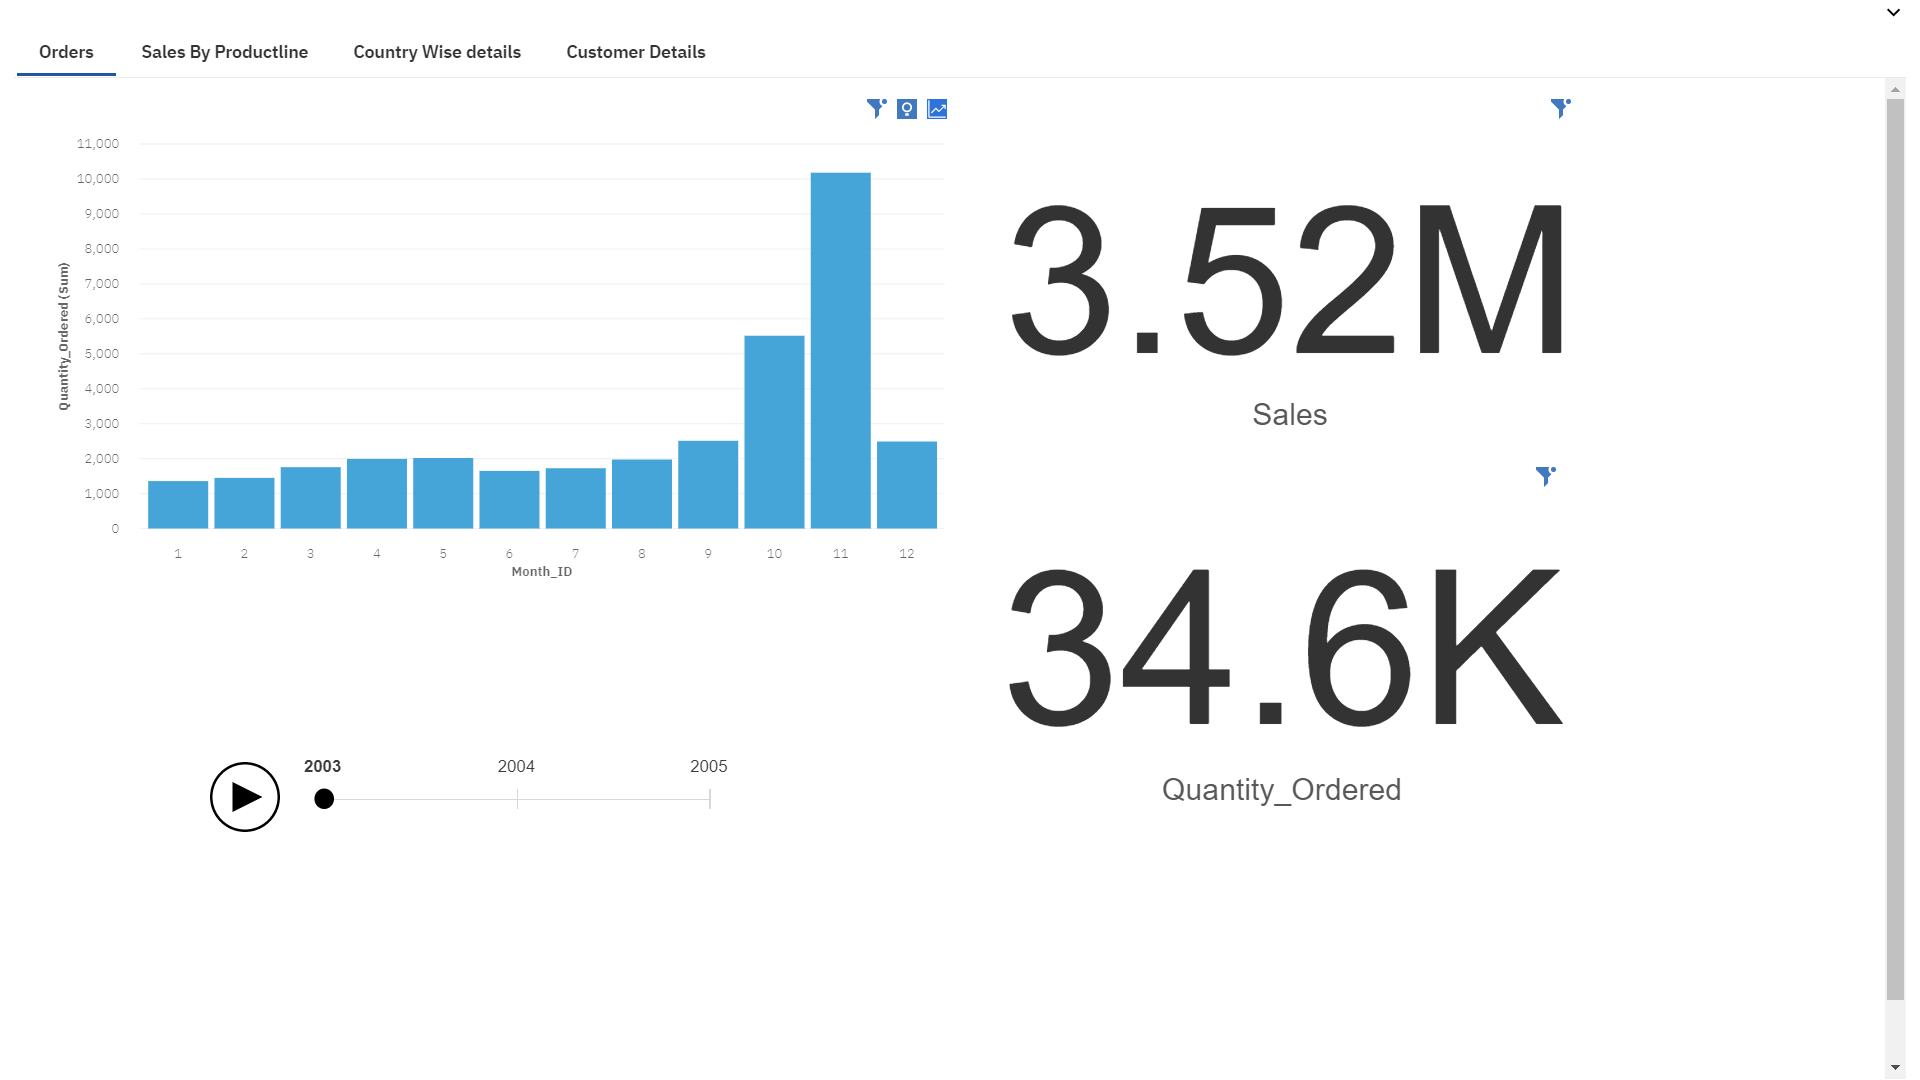 Orders Sales By Productline Country Wise details Customer Details
11,000
10,000
9,000
8,000
7,000
6,000
5,000
4,000
3,000
2,000
1,000
0
Quantity_Ordered (Sum)
1 2 3 4 5 6 7 8 9 10 11 12
Month_ID
3.52M
Sales
34.6K
Quantity_Ordered
2003 2004 2005